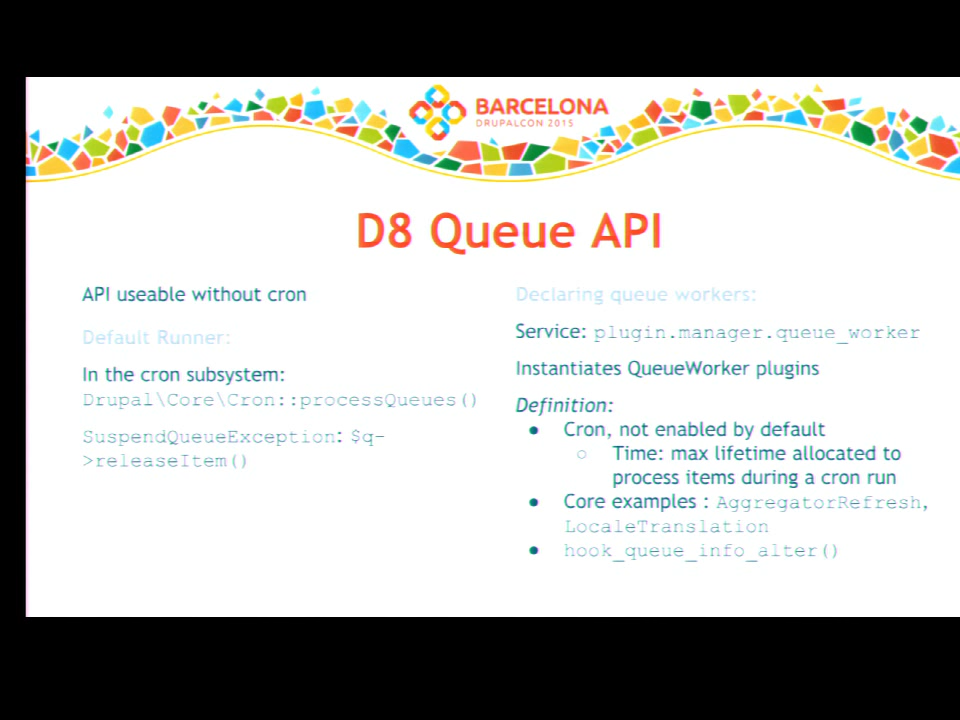 BARCELONA
DRUPALCON 2015
D8 Queue API
API useable without cron
Default Runner:
In the cron subsystem:
Drupal\Core\Cron::processQueues()
SuspendQueueException: $q-
>releaseItem()
Declaring queue workers:
Service: plugin.manager.queue_worker
Instantiates QueueWorker plugins
Definition:
● Cron, not enabled by default
○ Time: max lifetime allocated to
process items during a cron run
● Core examples : AggregatorRefresh,
LocaleTranslation
● hook_queue_info_alter()